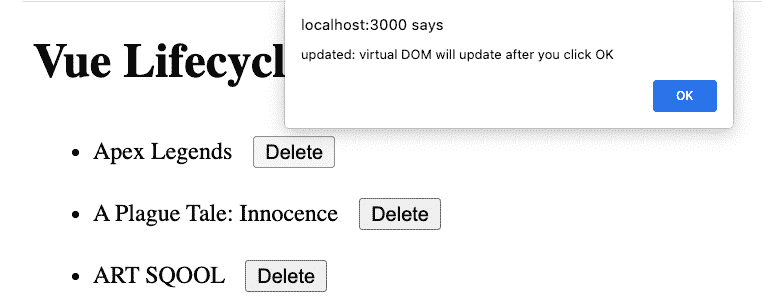 localhost:3000 says
updated: virtual DOM will update after you click OK
OK
Vue Lifecycl
Apex Legends Delete
A Plague Tale: Innocence Delete
ART SQOOL Delete